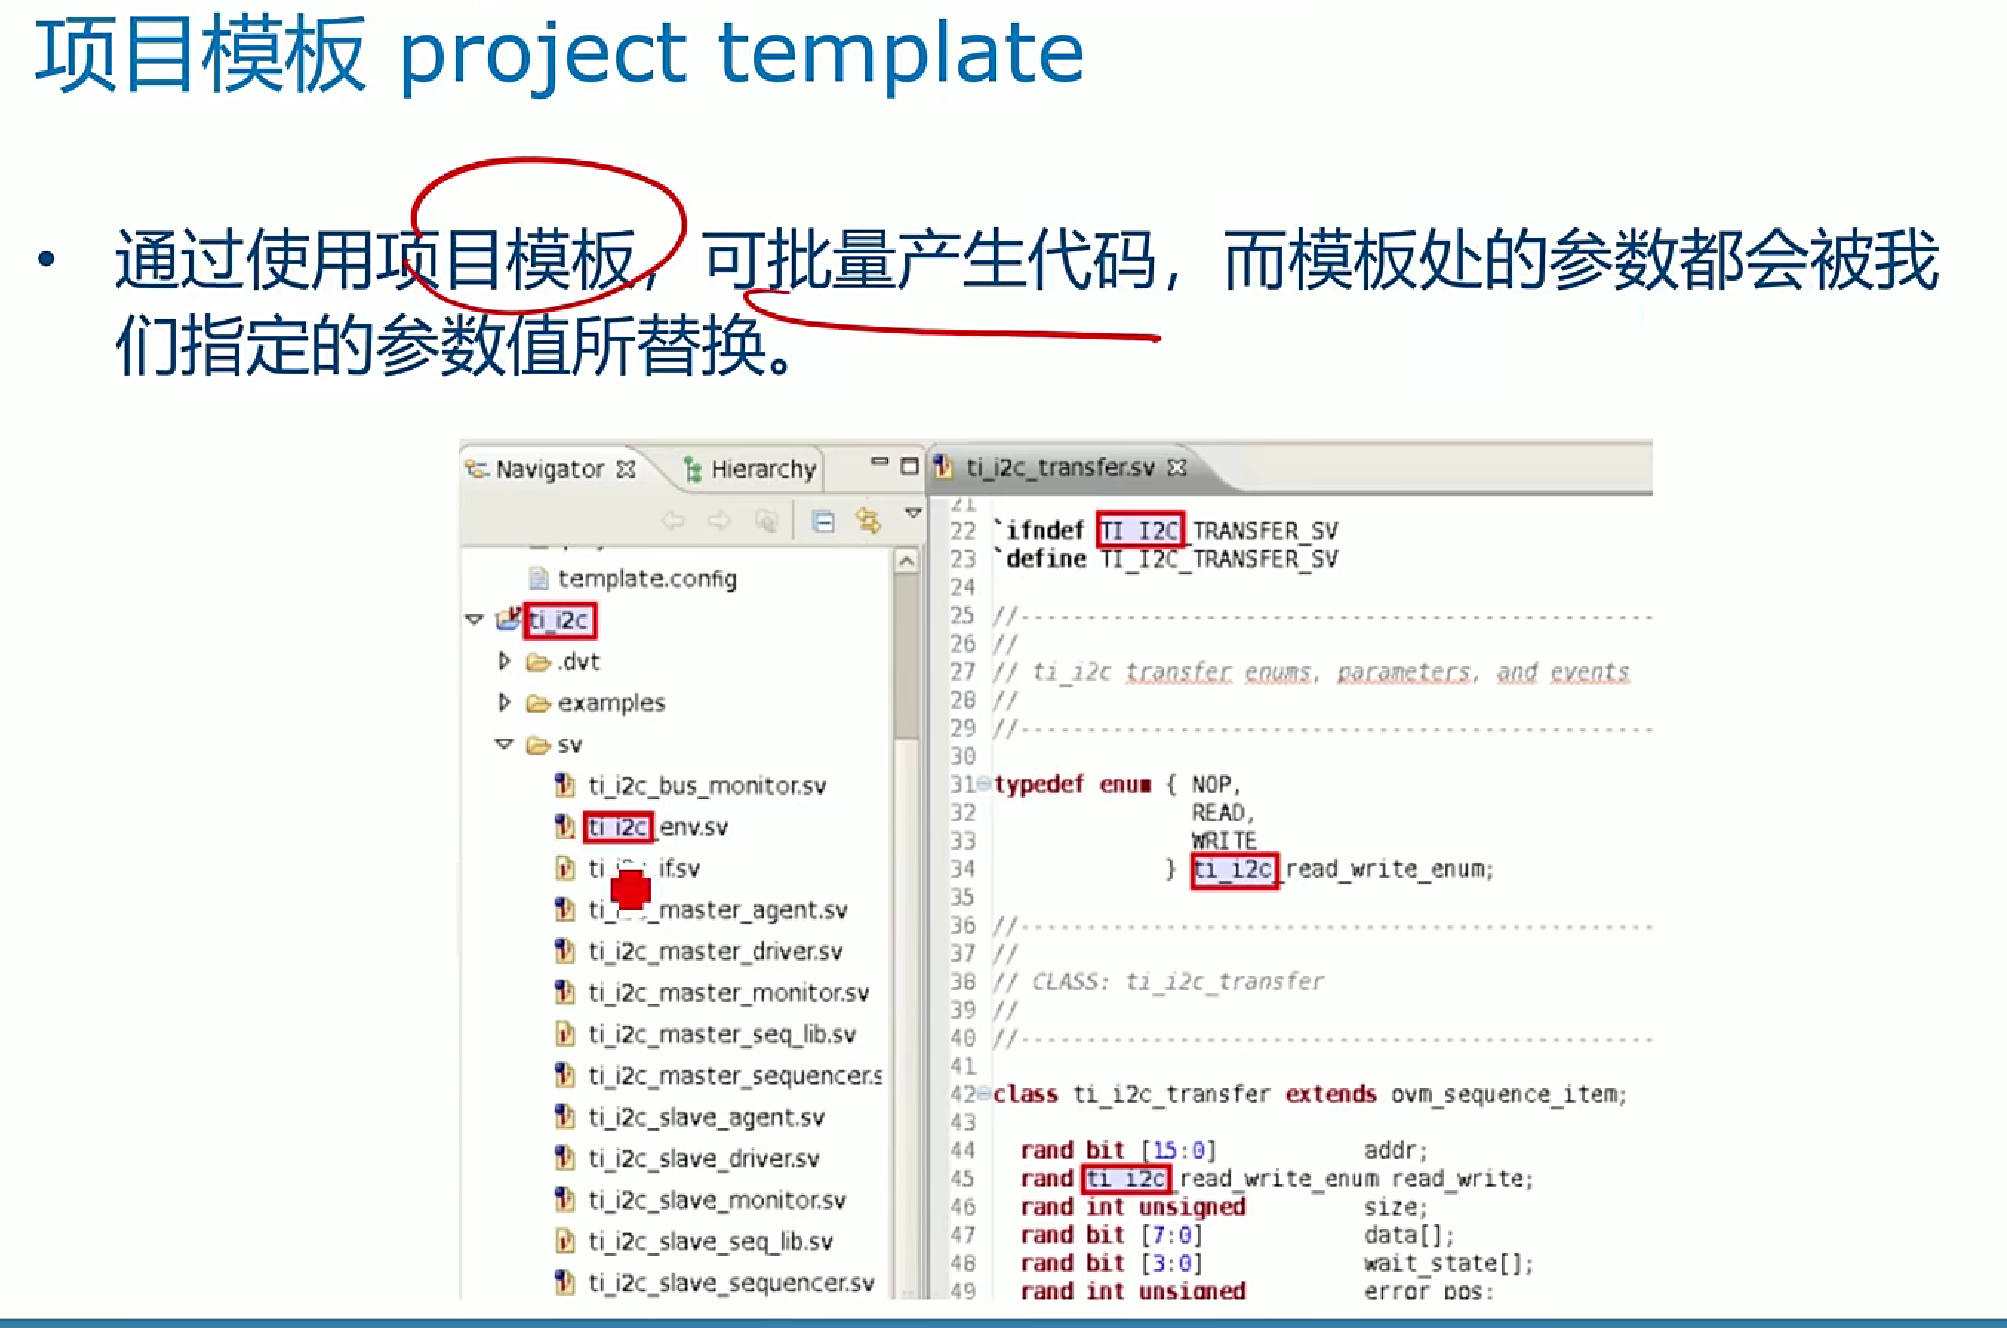 项目模板 project template
• 通过使用项目模板，可批量产生代码，而模板处的参数都会被我
们指定的参数值所替换。
Navigator
Hierarchy
template.config
ti_i2c
.dvt
examples
sv
ti_i2c_bus_monitor.sv
ti_i2c_env.sv
if.sv
_master_agent.sv
ti_i2c_master_driver.sv
ti_i2c_master_monitor.sv
ti_i2c_master_seq_lib.sv
ti_i2c_master_sequencer.s
ti_i2c_slave_agent.sv
ti_i2c_slave_driver.sv
ti_i2c_slave_monitor.sv
ti_i2c_slave_seq_lib.sv
ti_i2c_slave_sequencer.sv
ti_i2c_transfer.sv
21
22 `ifndef TI_I2C_TRANSFER_SV
23 `define TI_I2C_TRANSFER_SV
24
25 //----------------------------------------------
26 //
27 // ti_i2c transfer enums, parameters, and events
28 //
29 //----------------------------------------------
30
31 typedef enum { NOP,
32 READ,
33 WRITE
34 } ti_i2c_read_write_enum;
35
36 //----------------------------------------------
37 //
38 // CLASS: ti_i2c_transfer
39 //
40 //----------------------------------------------
41
42 class ti_i2c_transfer extends ovm_sequence_item;
43
44 rand bit [15:0] addr;
45 rand ti_i2c_read_write_enum read_write;
46 rand int unsigned size;
47 rand bit [7:0] data[];
48 rand bit [3:0] wait_state[];
49 rand int unsigned error_pos;